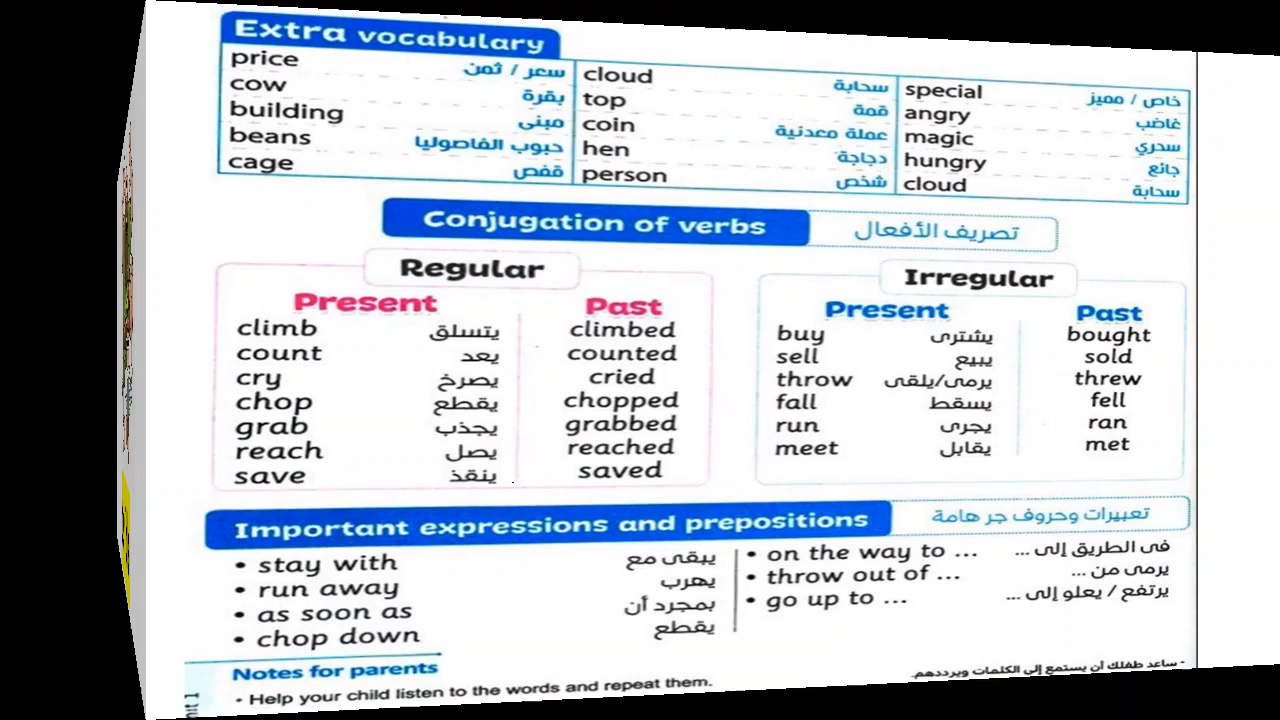 Extra vocabulary
price سعر / ثمن
cow بقرة
building مبنى
beans حبوب الفاصوليا
cage قفص
cloud سحابة
top قمة
coin عملة معدنية
hen دجاجة
person شخص
special خاص / مميز
angry غاضب
magic سحري
hungry جائع
cloud سحابة
Conjugation of verbs تصريف الأفعال
Regular
Present Past
climb يتسلق climbed
count يعد counted
cry يصرخ cried
chop يقطع chopped
grab يجذب grabbed
reach يصل reached
save ينقذ saved
Irregular
Present Past
buy يشترى bought
sell يبيع sold
throw يرمى/يلقى threw
fall يسقط fell
run يجرى ran
meet يقابل met
Important expressions and prepositions تعبيرات وحروف جر هامة
• stay with يبقى مع
• run away يهرب
• as soon as بمجرد أن
• chop down يقطع
• on the way to ... فى الطريق إلى ...
• throw out of ... يرمى من ...
• go up to ... يرتفع / يعلو إلى ...
Notes for parents
• Help your child listen to the words and repeat them.
- ساعد طفلك أن يستمع إلى الكلمات ويرددهم.